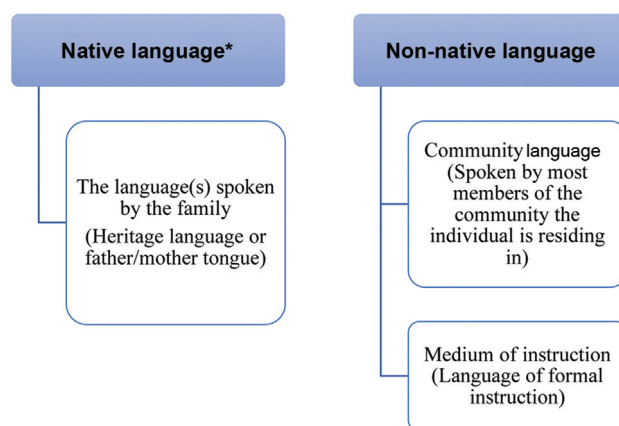 Native language*
The language(s) spoken
by the family
(Heritage language or
father/mother tongue)
Non-native language
Community language
(Spoken by most
members of the
community the
individual is residing
in)
Medium of instruction
(Language of formal
instruction)